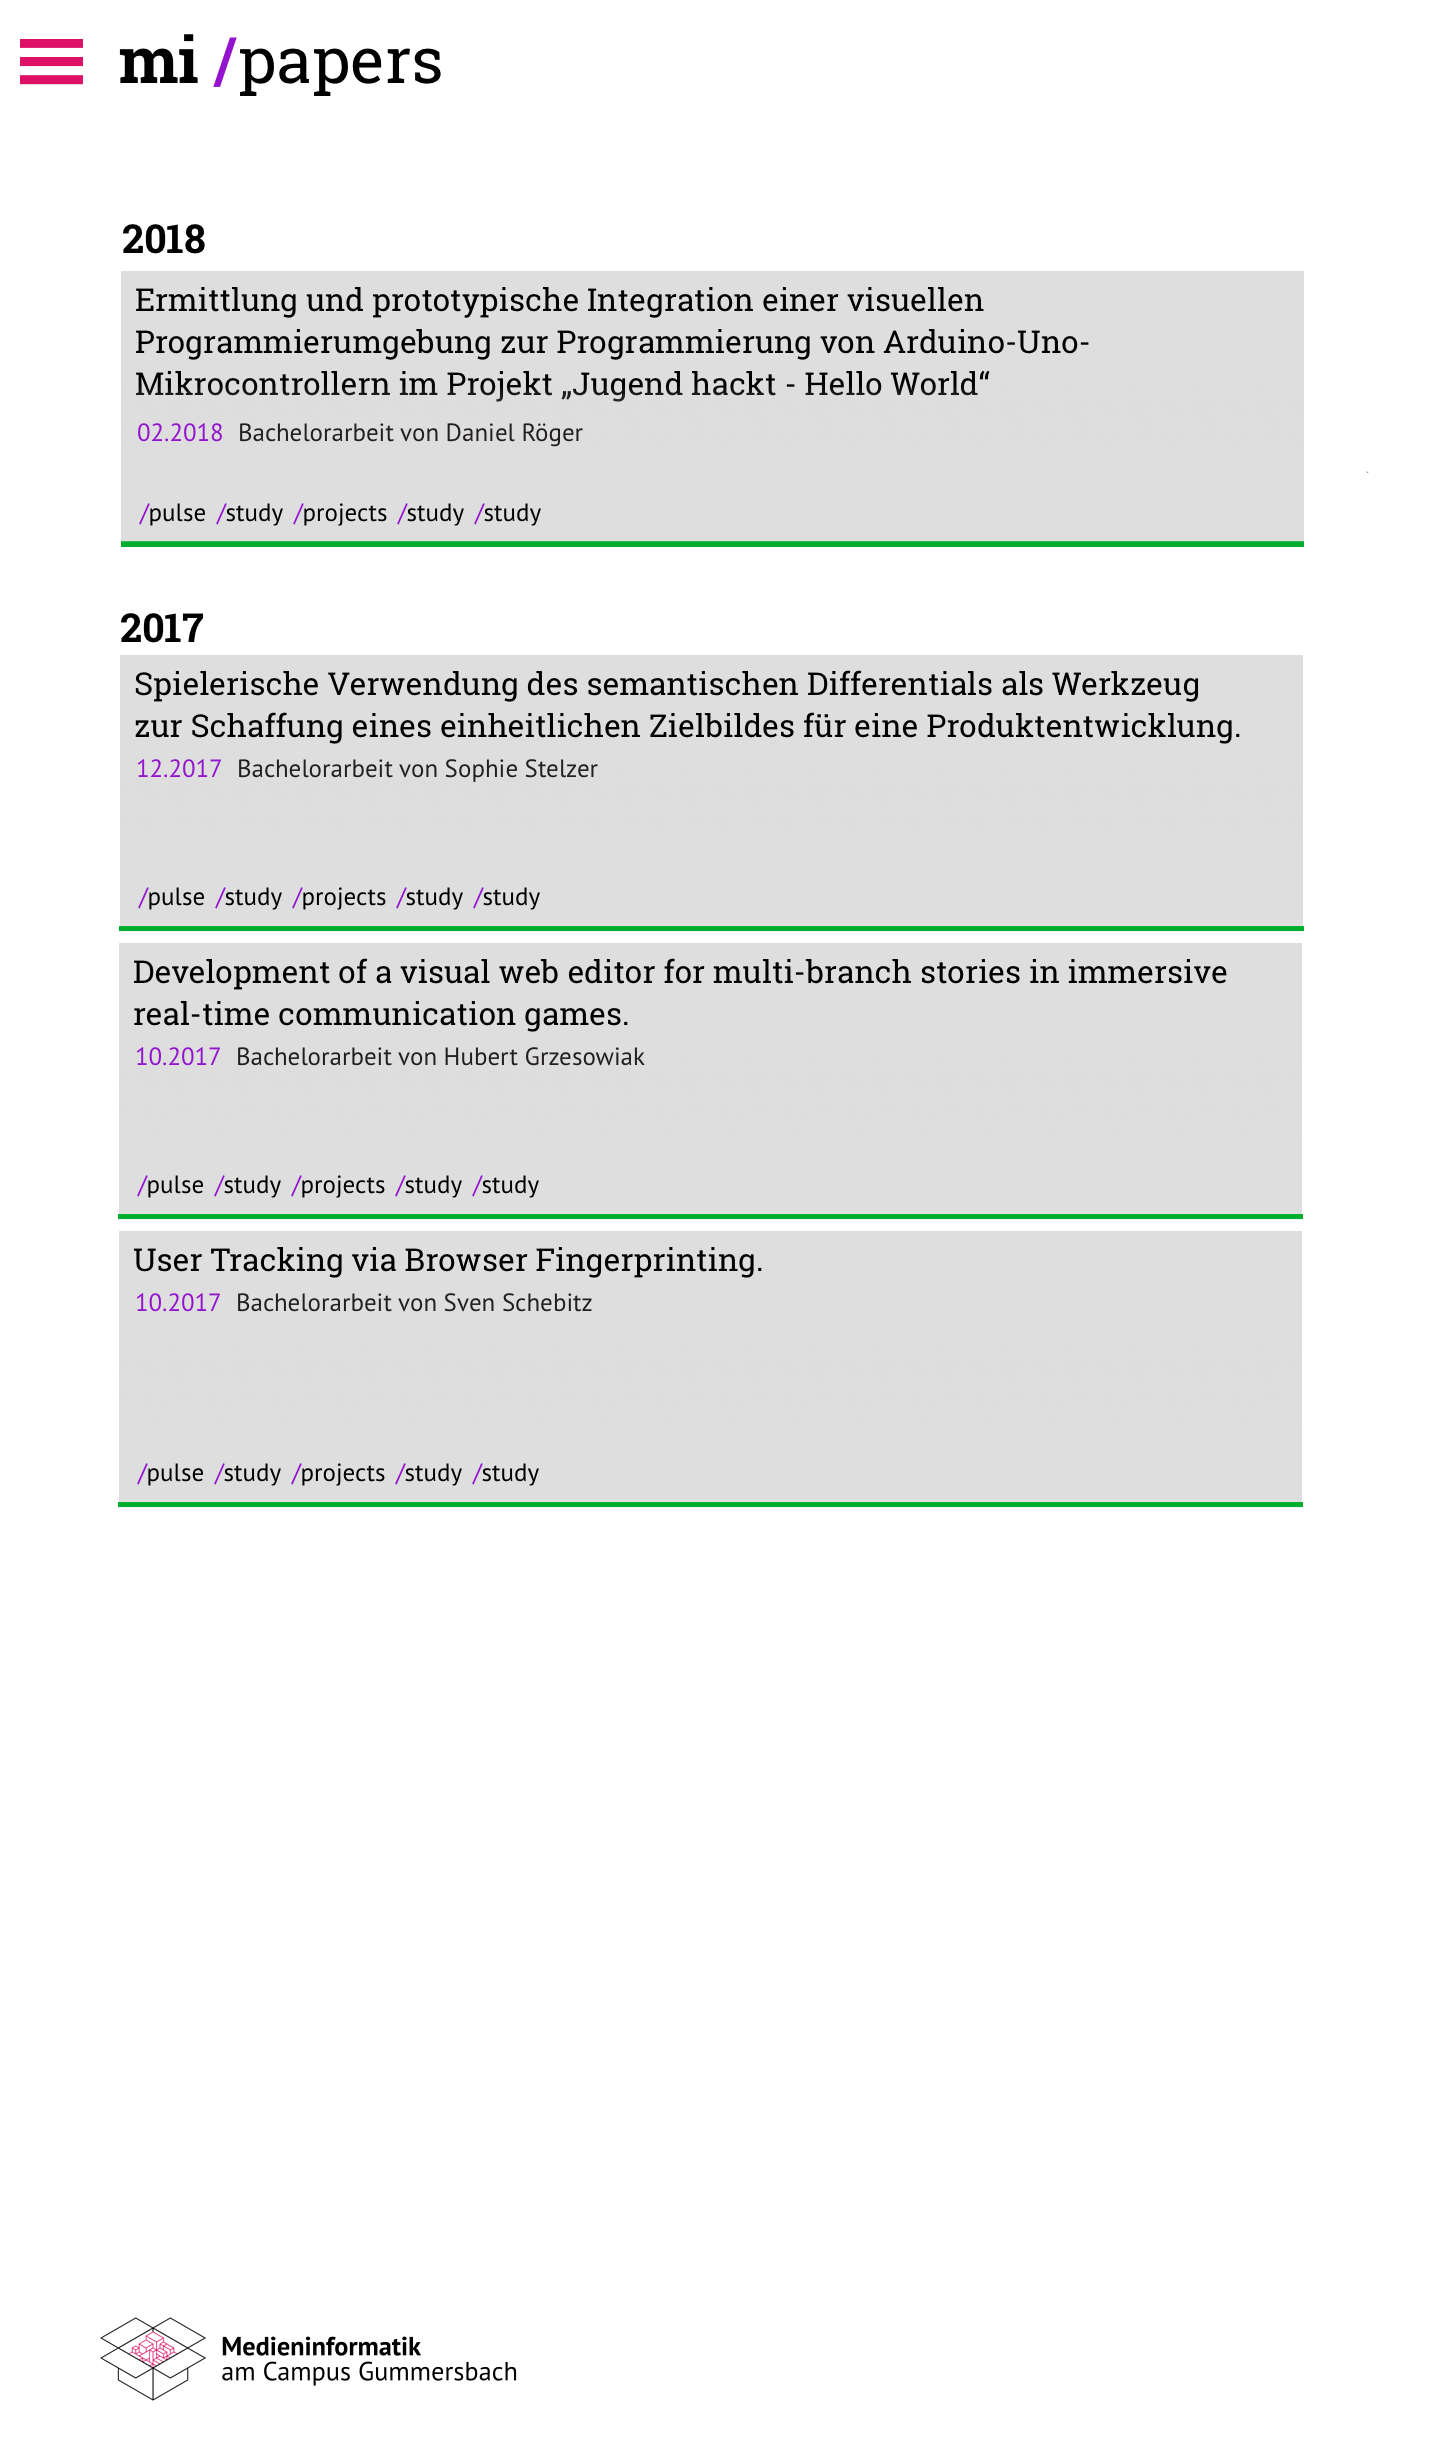 mi /papers
2018
Ermittlung und prototypische Integration einer visuellen
Programmierumgebung zur Programmierung von Arduino-Uno-
Mikrocontrollern im Projekt „Jugend hackt - Hello World“
02.2018 Bachelorarbeit von Daniel Röger
/pulse /study /projects /study /study
2017
Spielerische Verwendung des semantischen Differentials als Werkzeug
zur Schaffung eines einheitlichen Zielbildes für eine Produktentwicklung.
12.2017 Bachelorarbeit von Sophie Stelzer
/pulse /study /projects /study /study
Development of a visual web editor for multi-branch stories in immersive
real-time communication games.
10.2017 Bachelorarbeit von Hubert Grzesowiak
/pulse /study /projects /study /study
User Tracking via Browser Fingerprinting.
10.2017 Bachelorarbeit von Sven Schebitz
/pulse /study /projects /study /study
Medieninformatik
am Campus Gummersbach